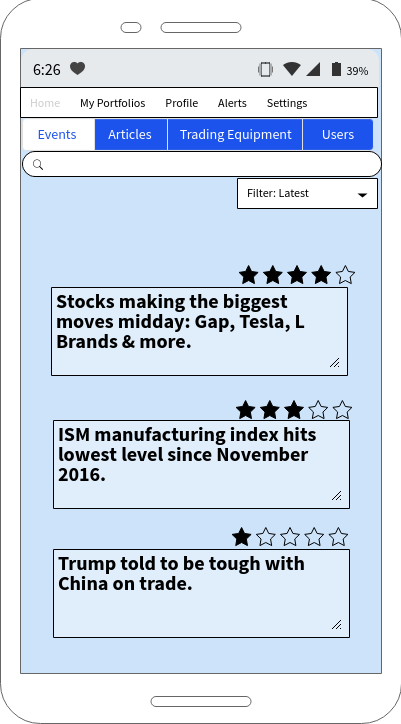 6:26 39%
Home My Portfolios Profile Alerts Settings
Events Articles Trading Equipment Users
Filter: Latest
Stocks making the biggest
moves midday: Gap, Tesla, L
Brands & more.
ISM manufacturing index hits
lowest level since November
2016.
Trump told to be tough with
China on trade.